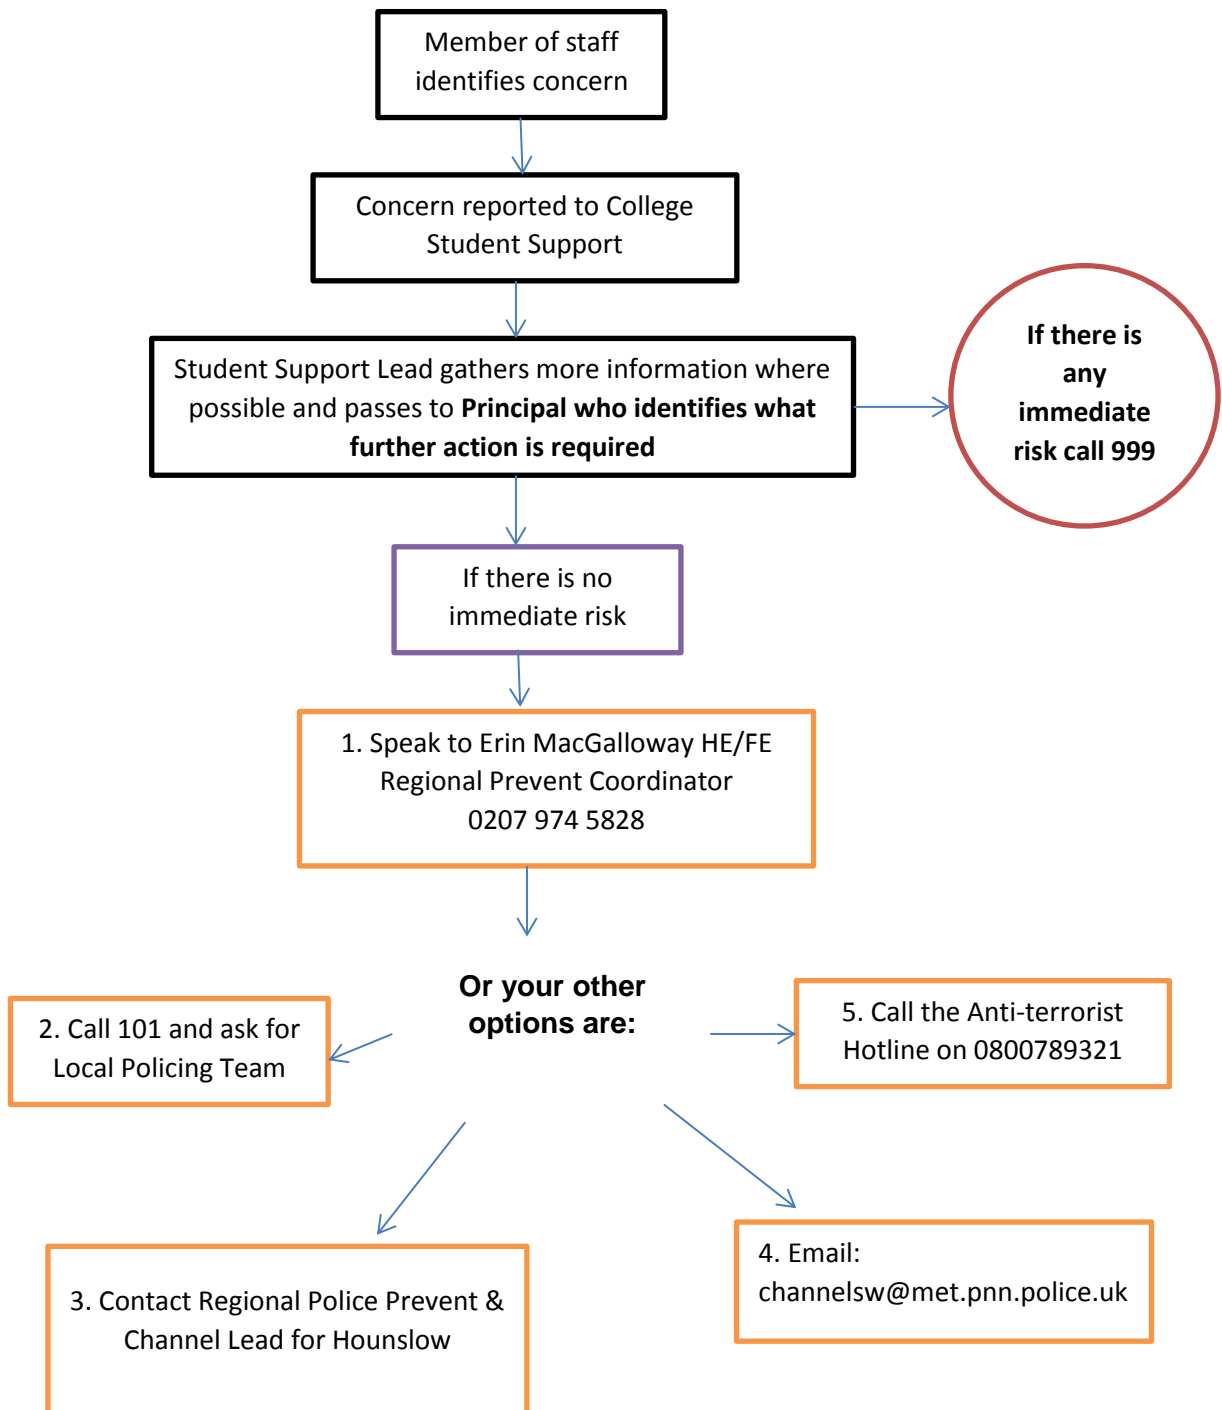 Member of staff
identifies concern
Concern reported to College
Student Support
Student Support Lead gathers more information where
possible and passes to Principal who identifies what
further action is required
If there is
any
immediate
risk call 999
If there is no
immediate risk
1. Speak to Erin MacGalloway HE/FE
Regional Prevent Coordinator
0207 974 5828
Or your other
options are:
2. Call 101 and ask for
Local Policing Team
3. Contact Regional Police Prevent &
Channel Lead for Hounslow
4. Email:
channelsw@met.pnn.police.uk
5. Call the Anti-terrorist
Hotline on 0800789321